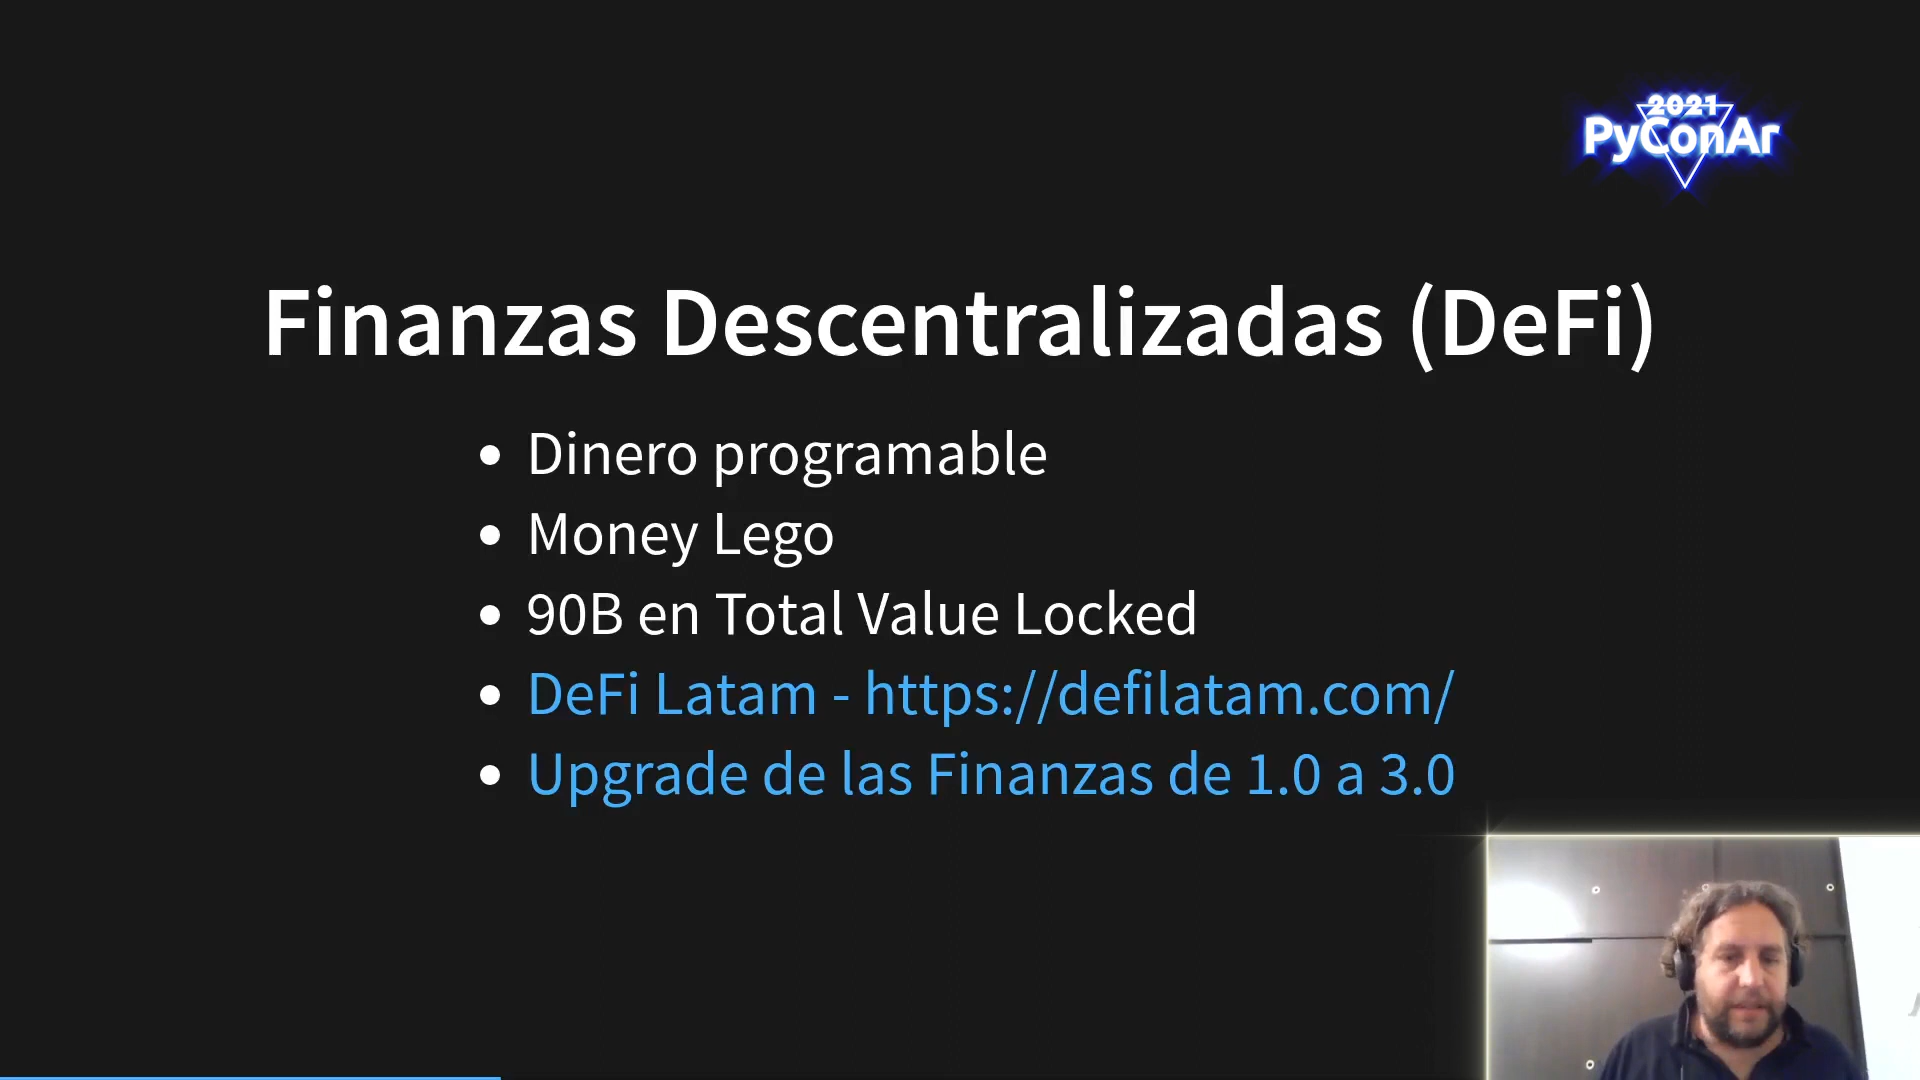 2021
PyConAr
Finanzas Descentralizadas (DeFi)
Dinero programable
Money Lego
90B en Total Value Locked
DeFi Latam - https://defilatam.com/
Upgrade de las Finanzas de 1.0 a 3.0